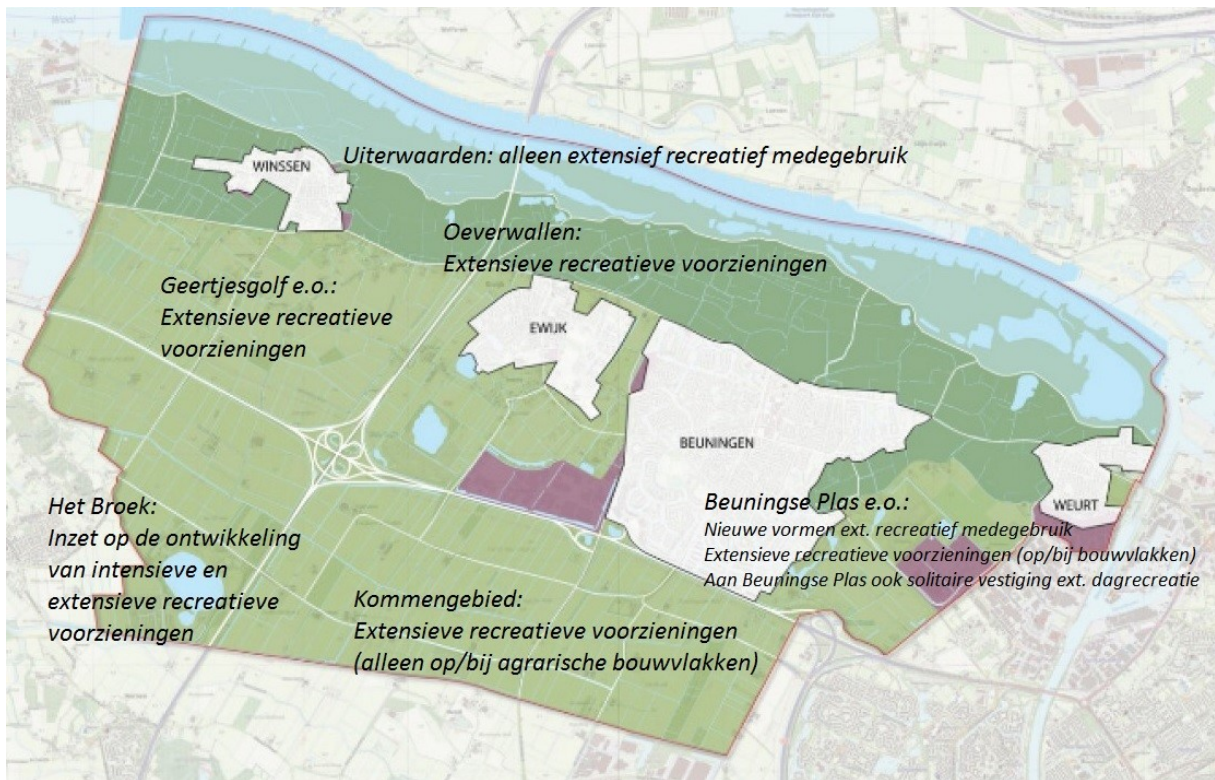 Waal
WINSSEN
Uiterwaarden: alleen extensief recreatief medegebruik
Oeverwallen:
Extensieve recreatieve voorzieningen
Geertjesgolf e.o.:
Extensieve recreatieve
voorzieningen
EWIJK
BEUNINGEN
Beuningse Plas e.o.:
Nieuwe vormen ext. recreatief medegebruik
Extensieve recreatieve voorzieningen (op/bij bouwvlakken)
Aan Beuningse Plas ook solitaire vestiging ext. dagrecreatie
WEURT
Het Broek:
Inzet op de ontwikkeling
van intensieve en
extensieve recreatieve
voorzieningen
Kommengebied:
Extensieve recreatieve voorzieningen
(alleen op/bij agrarische bouwvlakken)